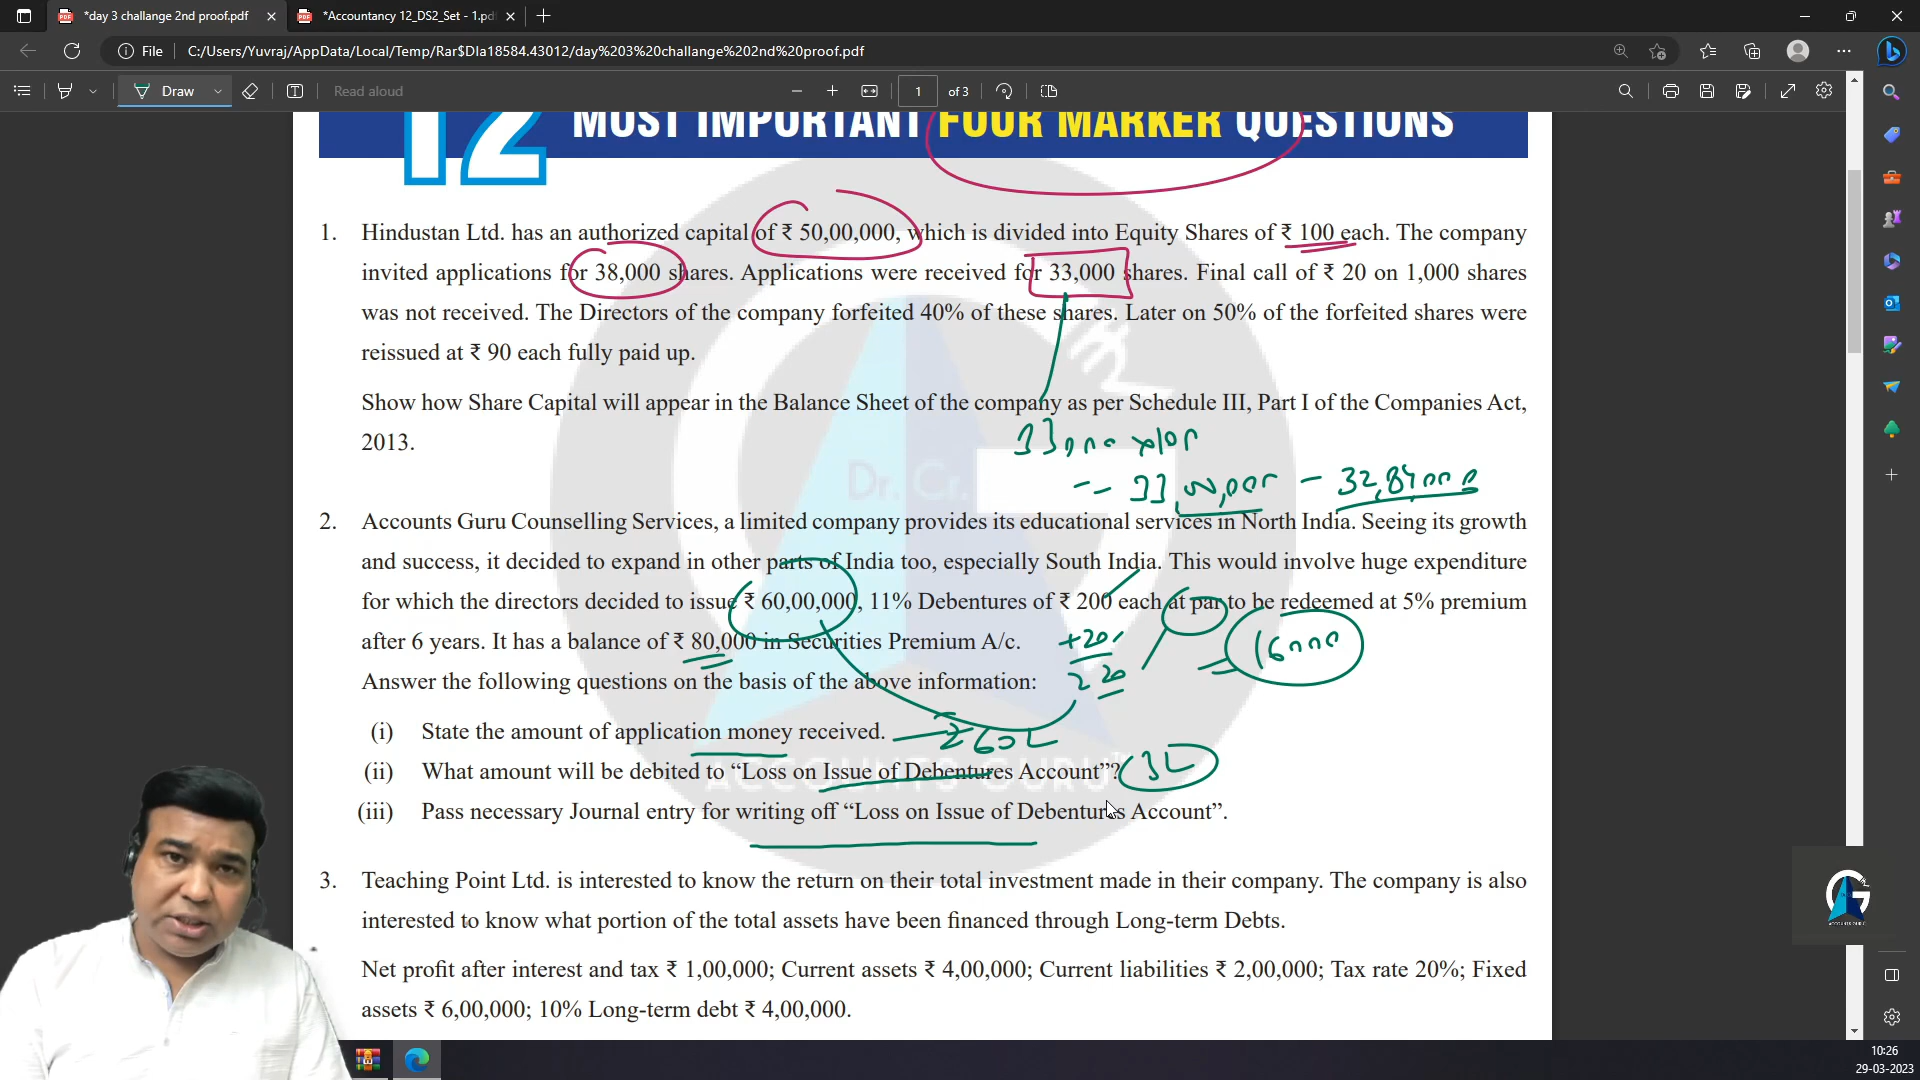 *day 3 challange 2nd proof.pdf
*Accountancy 12_DS2_Set - 1.pdf
File
C:/Users/Yuvraj/AppData/Local/Temp/Rar$DIa18584.43012/day%203%20challange%202nd%20proof.pdf
Draw
Read aloud
1
of 3
12
MOST IMPORTANT FOUR MARKER QUESTIONS
1. Hindustan Ltd. has an authorized capital of ₹ 50,00,000, which is divided into Equity Shares of ₹ 100 each. The company
invited applications for 38,000 shares. Applications were received for 33,000 shares. Final call of ₹ 20 on 1,000 shares
was not received. The Directors of the company forfeited 40% of these shares. Later on 50% of the forfeited shares were
reissued at ₹ 90 each fully paid up.
Show how Share Capital will appear in the Balance Sheet of the company as per Schedule III, Part I of the Companies Act,
2013.
Dr. Cr.
2. Accounts Guru Counselling Services, a limited company provides its educational services in North India. Seeing its growth
and success, it decided to expand in other parts of India too, especially South India. This would involve huge expenditure
for which the directors decided to issue ₹ 60,00,000, 11% Debentures of ₹ 200 each at par to be redeemed at 5% premium
after 6 years. It has a balance of ₹ 80,000 in Securities Premium A/c.
+20
220
Answer the following questions on the basis of the above information:
(i) State the amount of application money received.
60L
(ii) What amount will be debited to “Loss on Issue of Debentures Account”?
3L
ACCOUNTS GURU
(iii) Pass necessary Journal entry for writing off “Loss on Issue of Debentures Account”.
3. Teaching Point Ltd. is interested to know the return on their total investment made in their company. The company is also
interested to know what portion of the total assets have been financed through Long-term Debts.
Net profit after interest and tax ₹ 1,00,000; Current assets ₹ 4,00,000; Current liabilities ₹ 2,00,000; Tax rate 20%; Fixed
assets ₹ 6,00,000; 10% Long-term debt ₹ 4,00,000.
ACCOUNTS GURU
10:26
29-03-2023